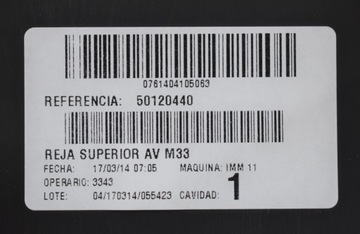 0761404105063
REFERENCIA: 50120440
REJA SUPERIOR AV M33
FECHA: 17/03/14 07:05 MAQUINA: IMM 11
OPERARIO: 3343
LOTE: 04/170314/055423 CAVIDAD: 1